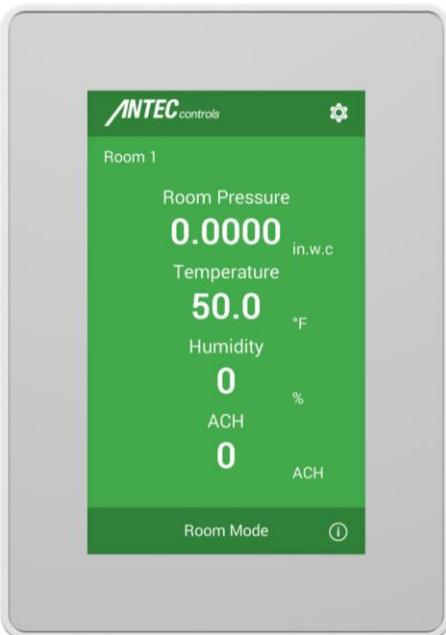 ANTEC controls
Room 1
Room Pressure
0.0000 in.w.c
Temperature
50.0 °F
Humidity
0 %
ACH
0 ACH
Room Mode